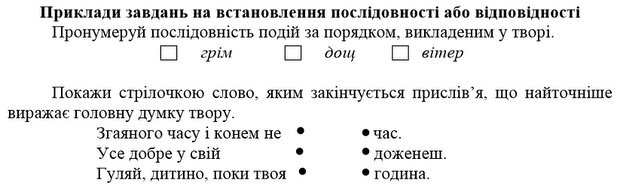 Приклади завдань на встановлення послідовності або відповідності
Пронумеруй послідовність подій за порядком, викладеним у творі.
☐ грім ☐ дощ ☐ вітер
Покажи стрілочкою слово, яким закінчується прислів’я, що найточніше
виражає головну думку твору.
Згаяного часу і конем не • • час.
Усе добре у свій • • доженеш.
Гуляй, дитино, поки твоя • • година.